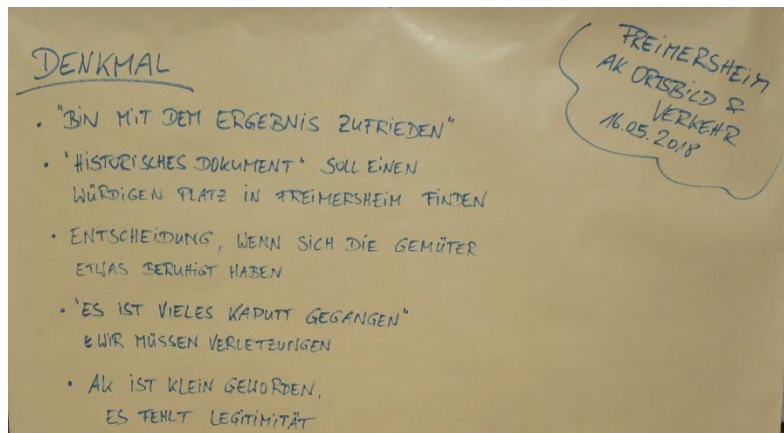 DENKMAL
• "BIN MIT DEM ERGEBNIS ZUFRIEDEN"
• "HISTORISCHES DOKUMENT" SOLL EINEN
WÜRDIGEN PLATZ IN FREIMERSHEIM FINDEN
• ENTSCHEIDUNG, WENN SICH DIE GEMÜTER
ETWAS BERUHIGT HABEN
• "ES IST VIELES KAPUTT GEGANGEN"
& WIR MÜSSEN VERLETZUNGEN
• AK IST KLEIN GEWORDEN,
ES FEHLT LEGITIMITÄT
FREIMERSHEIM
AK ORTSBILD &
VERKEHR
16.05.2018